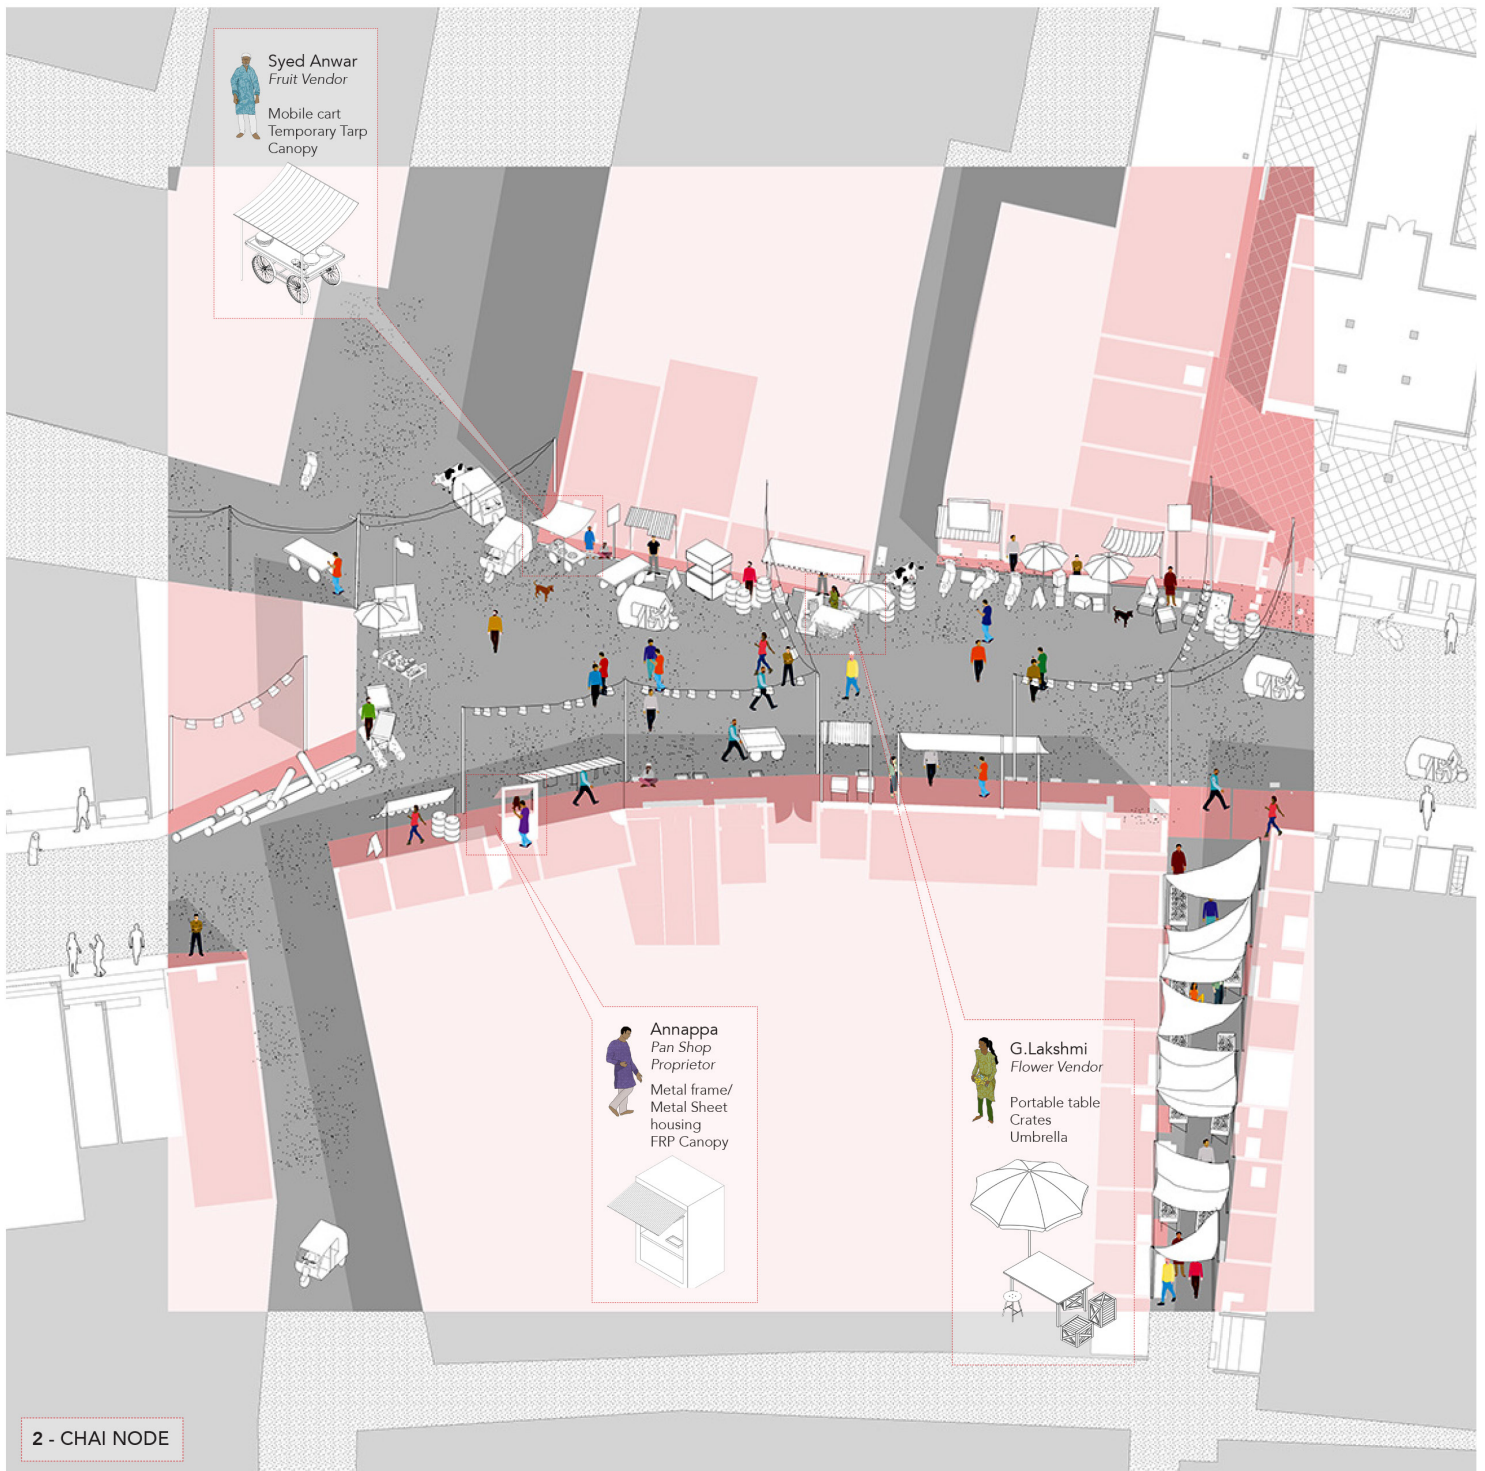 Syed Anwar
Fruit Vendor
Mobile cart
Temporary Tarp
Canopy
Annappa
Pan Shop
Proprietor
Metal frame/
Metal Sheet
housing
FRP Canopy
G.Lakshmi
Flower Vendor
Portable table
Crates
Umbrella
2 - CHAI NODE